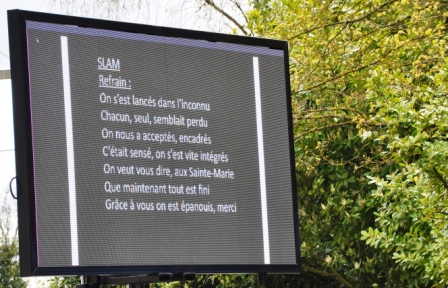 SLAM
Refrain :
On s'est lancés dans l'inconnu
Chacun, seul, semblait perdu
On nous a acceptés, encadrés
C'était sensé, on s'est vite intégrés
On veut vous dire, aux Sainte-Marie
Que maintenant tout est fini
Grâce à vous on est épanouis, merci